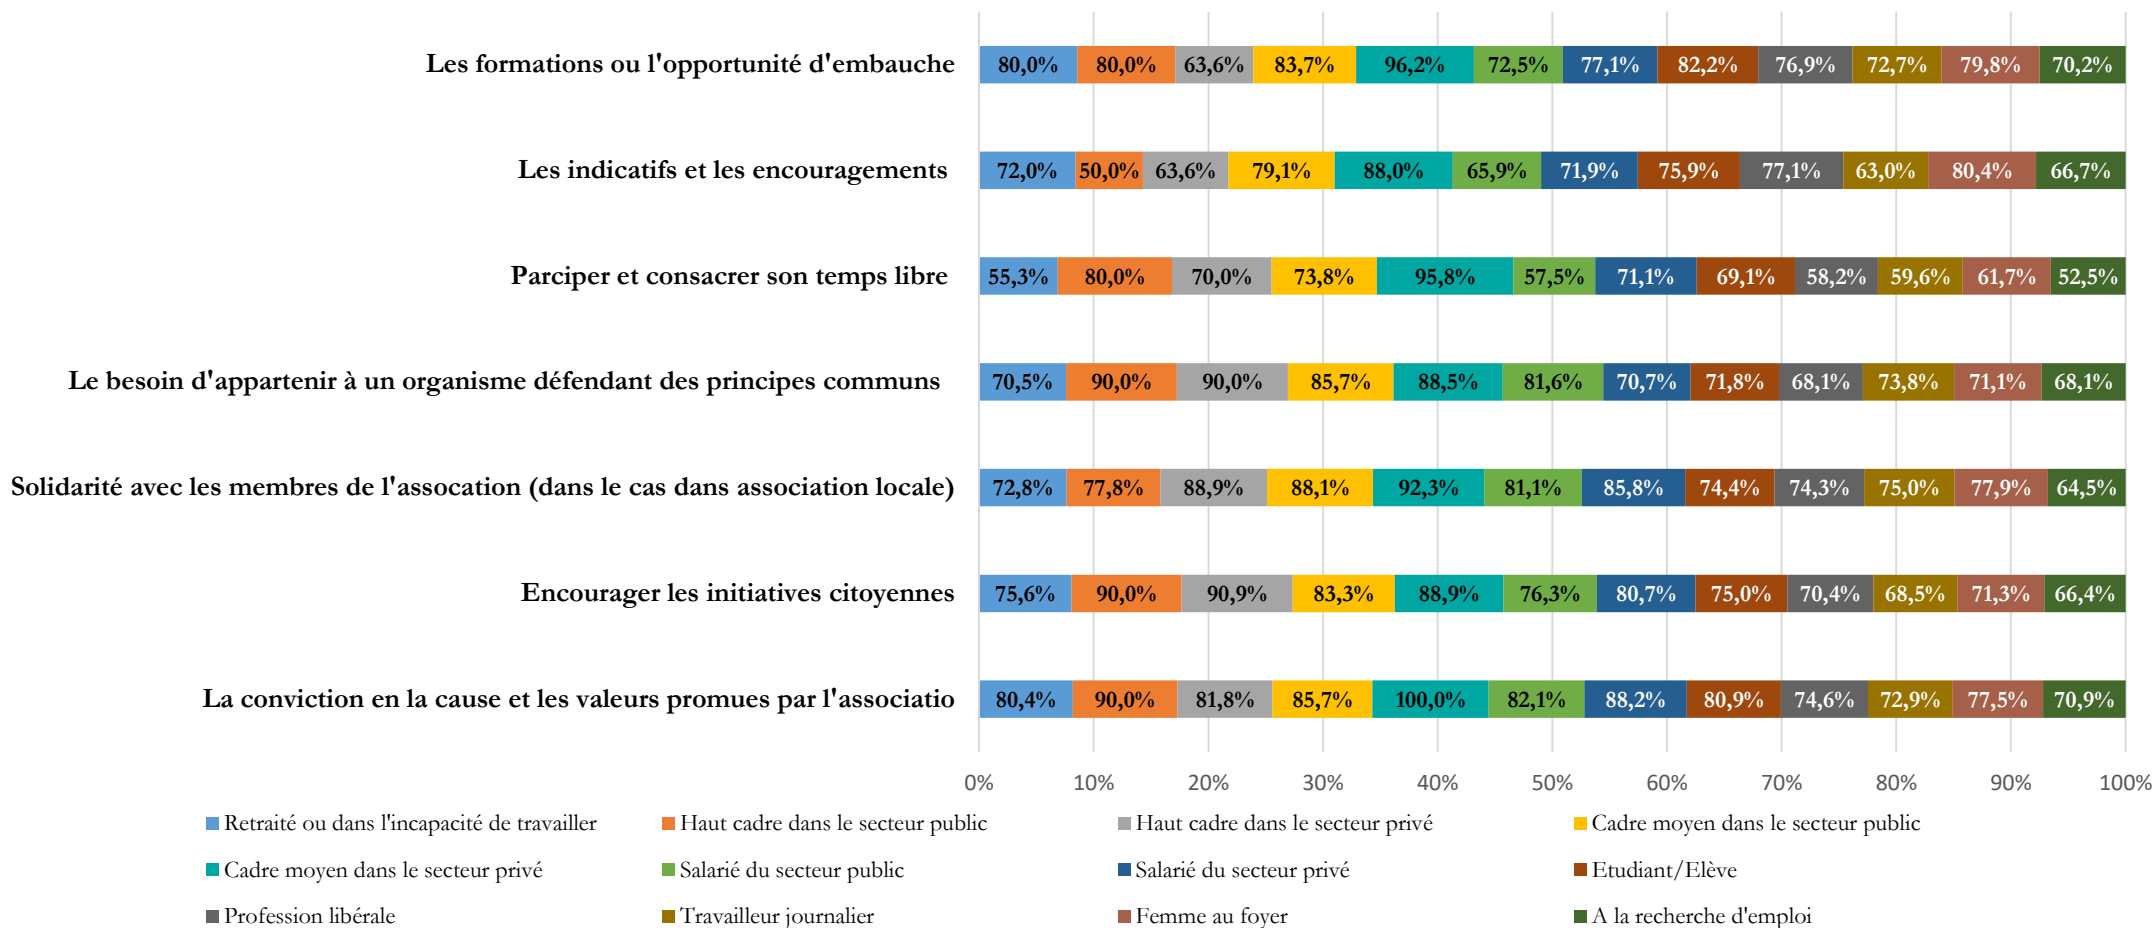 Les formations ou l'opportunité d'embauche
80,0% 80,0% 63,6% 83,7% 96,2% 72,5% 77,1% 82,2% 76,9% 72,7% 79,8% 70,2%
Les indicatifs et les encouragements
72,0% 50,0% 63,6% 79,1% 88,0% 65,9% 71,9% 75,9% 77,1% 63,0% 80,4% 66,7%
Parciper et consacrer son temps libre
55,3% 80,0% 70,0% 73,8% 95,8% 57,5% 71,1% 69,1% 58,2% 59,6% 61,7% 52,5%
Le besoin d'appartenir à un organisme défendant des principes communs
70,5% 90,0% 90,0% 85,7% 88,5% 81,6% 70,7% 71,8% 68,1% 73,8% 71,1% 68,1%
Solidarité avec les membres de l'assocation (dans le cas dans association locale)
72,8% 77,8% 88,9% 88,1% 92,3% 81,1% 85,8% 74,4% 74,3% 75,0% 77,9% 64,5%
Encourager les initiatives citoyennes
75,6% 90,0% 90,9% 83,3% 88,9% 76,3% 80,7% 75,0% 70,4% 68,5% 71,3% 66,4%
La conviction en la cause et les valeurs promues par l'associatio
80,4% 90,0% 81,8% 85,7% 100,0% 82,1% 88,2% 80,9% 74,6% 72,9% 77,5% 70,9%
0% 10% 20% 30% 40% 50% 60% 70% 80% 90% 100%
Retraité ou dans l'incapacité de travailler Haut cadre dans le secteur public Haut cadre dans le secteur privé Cadre moyen dans le secteur public
Cadre moyen dans le secteur privé Salarié du secteur public Salarié du secteur privé Etudiant/Elève
Profession libérale Travailleur journalier Femme au foyer A la recherche d'emploi